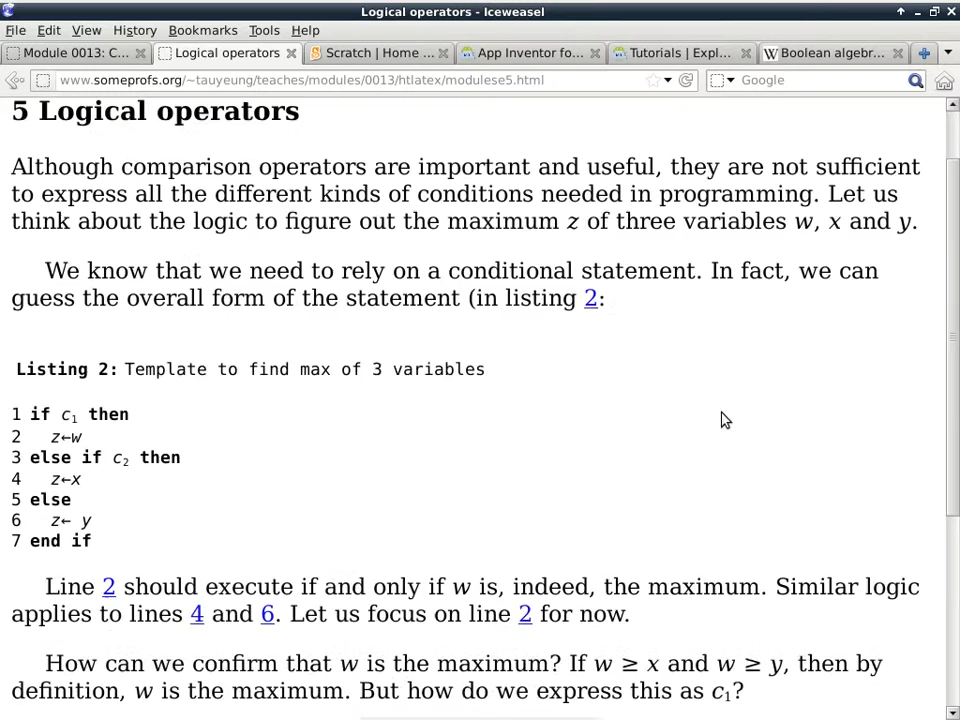 Logical operators - Iceweasel
File Edit View History Bookmarks Tools Help
Module 0013: C... Logical operators Scratch | Home ... App Inventor fo... Tutorials | Expl... Boolean algebr...
www.someprofs.org/~tauyeung/teaches/modules/0013/htlatex/modulese5.html Google
5 Logical operators
Although comparison operators are important and useful, they are not sufficient
to express all the different kinds of conditions needed in programming. Let us
think about the logic to figure out the maximum z of three variables w, x and y.
We know that we need to rely on a conditional statement. In fact, we can
guess the overall form of the statement (in listing 2:
Listing 2: Template to find max of 3 variables
1 if c₁ then
2 z←w
3 else if c₂ then
4 z←x
5 else
6 z← y
7 end if
Line 2 should execute if and only if w is, indeed, the maximum. Similar logic
applies to lines 4 and 6. Let us focus on line 2 for now.
How can we confirm that w is the maximum? If w ≥ x and w ≥ y, then by
definition, w is the maximum. But how do we express this as c₁?